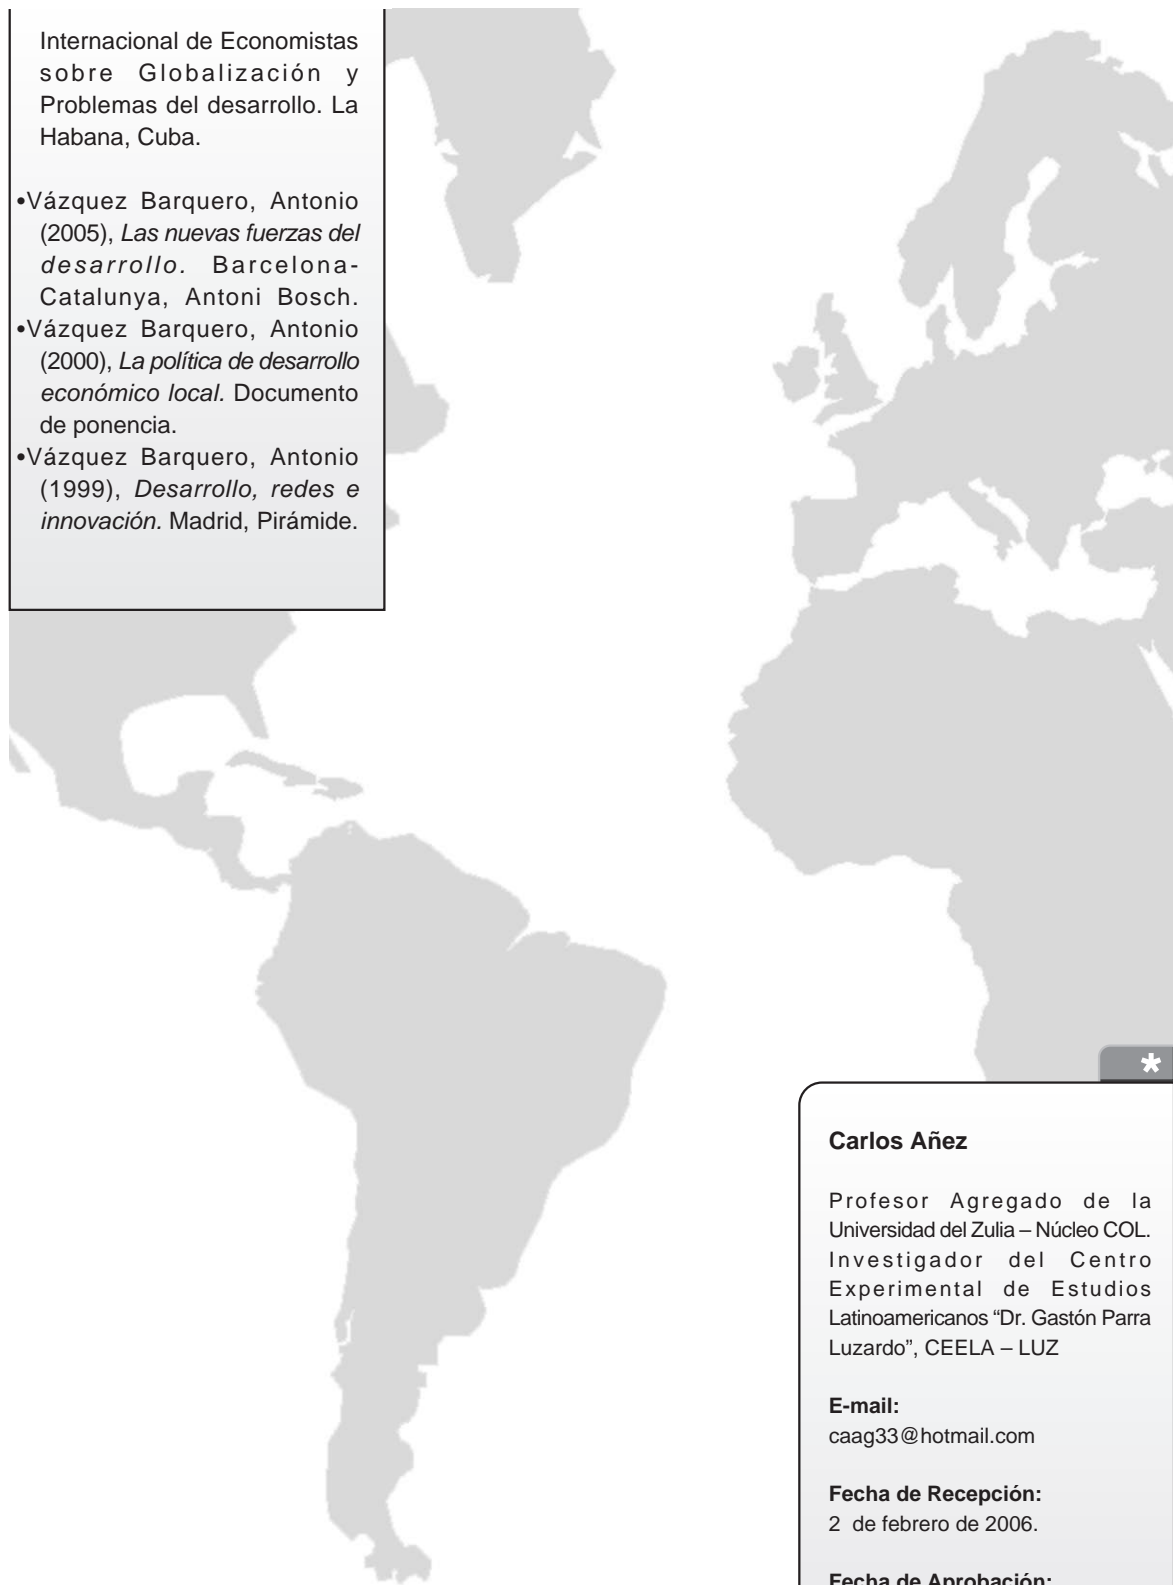 Internacional de Economistas
sobre Globalización y
Problemas del desarrollo. La
Habana, Cuba.
•Vázquez Barquero, Antonio
(2005), Las nuevas fuerzas del
desarrollo. Barcelona-
Catalunya, Antoni Bosch.
•Vázquez Barquero, Antonio
(2000), La política de desarrollo
económico local. Documento
de ponencia.
•Vázquez Barquero, Antonio
(1999), Desarrollo, redes e
innovación. Madrid, Pirámide.
*
Carlos Añez
Profesor Agregado de la
Universidad del Zulia – Núcleo COL.
Investigador del Centro
Experimental de Estudios
Latinoamericanos “Dr. Gastón Parra
Luzardo”, CEELA – LUZ
E-mail:
caag33@hotmail.com
Fecha de Recepción:
2 de febrero de 2006.
Fecha de Aprobación: